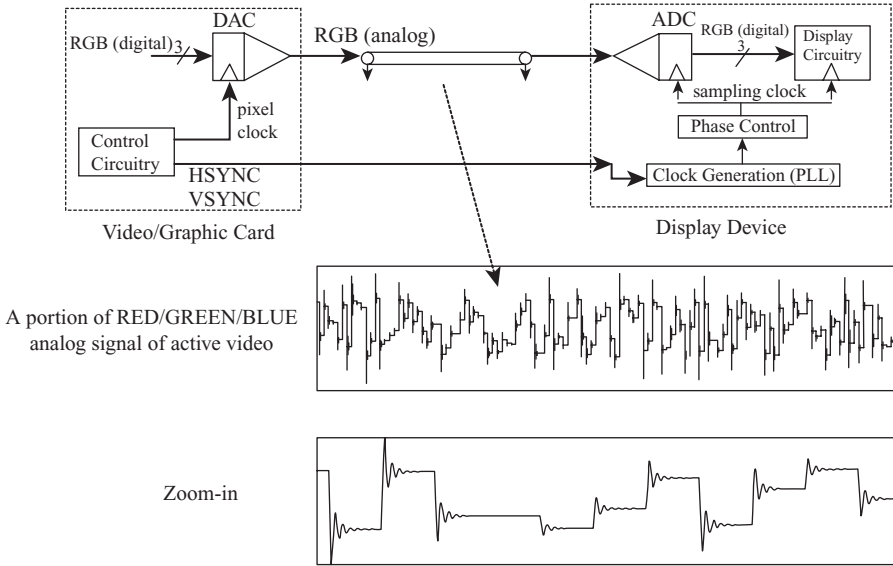 DAC
RGB (digital)
3
RGB (analog)
ADC
RGB (digital)
3
Display
Circuitry
pixel
clock
sampling clock
Phase Control
Control
Circuitry
HSYNC
VSYNC
Clock Generation (PLL)
Video/Graphic Card
Display Device
A portion of RED/GREEN/BLUE
analog signal of active video
Zoom-in